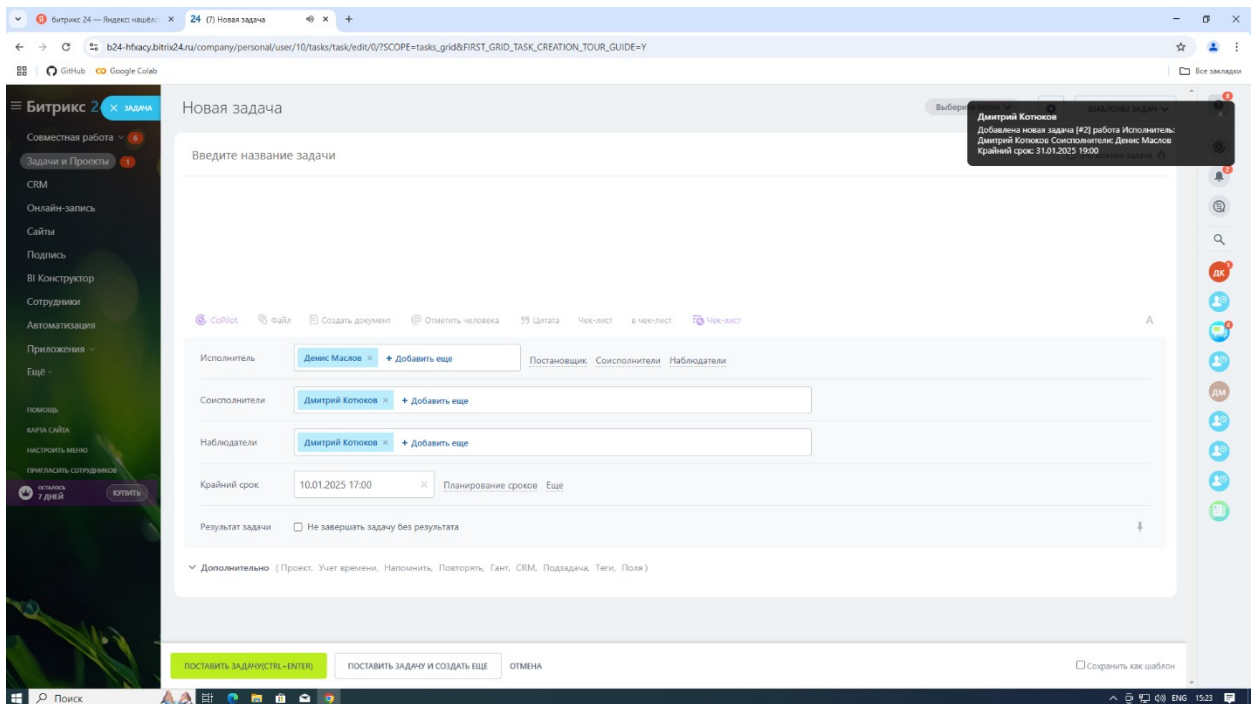 битрикс 24 — Яндекс нашёл
24 (7) Новая задача
b24-hfxacy.bitrix24.ru/company/personal/user/10/tasks/task/edit/0/?SCOPE=tasks_grid&FIRST_GRID_TASK_CREATION_TOUR_GUIDE=Y
GitHub
Google Colab
Все закладки
Битрикс 2
ЗАДАЧА
Совместная работа 6
Задачи и Проекты 1
CRM
Онлайн-запись
Сайты
Подпись
BI Конструктор
Сотрудники
Автоматизация
Приложения
Ещё
ПОМОЩЬ
КАРТА САЙТА
НАСТРОИТЬ МЕНЮ
ПРИГЛАСИТЬ СОТРУДНИКОВ
ОСТАЛОСЬ
7 ДНЕЙ
КУПИТЬ
Новая задача
Дмитрий Котюков
Добавлена новая задача [#2] работа Исполнитель:
Дмитрий Котюков Соисполнители: Денис Маслов
Крайний срок: 31.01.2025 19:00
Введите название задачи
CoPilot Файл Создать документ Отметить человека Цитата Чек-лист в чек-лист Чек-лист A
Исполнитель Денис Маслов × + Добавить еще Постановщик Соисполнители Наблюдатели
Соисполнители Дмитрий Котюков × + Добавить еще
Наблюдатели Дмитрий Котюков × + Добавить еще
Крайний срок 10.01.2025 17:00 × Планирование сроков Еще
Результат задачи Не завершать задачу без результата
Дополнительно ( Проект, Учет времени, Напомнить, Повторять, Гант, CRM, Подзадача, Теги, Поля )
ПОСТАВИТЬ ЗАДАЧУ(CTRL+ENTER) ПОСТАВИТЬ ЗАДАЧУ И СОЗДАТЬ ЕЩЕ ОТМЕНА
Сохранить как шаблон
8
2
ДК 1
4
ДМ
Поиск
ENG 15:23